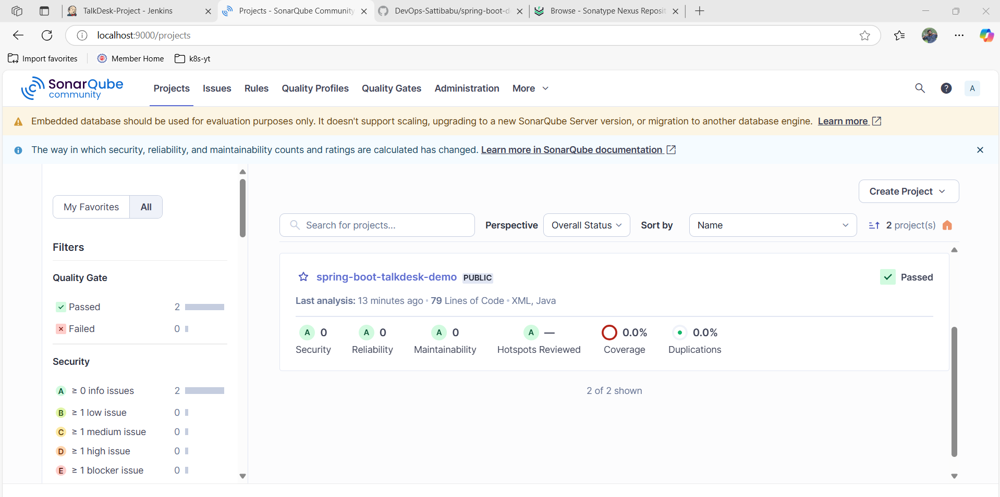 TalkDesk-Project - Jenkins
Projects - SonarQube Community
DevOps-Sattibabu/spring-boot-d
Browse - Sonatype Nexus Reposit
localhost:9000/projects
Import favorites
Member Home
k8s-yt
SonarQube community
Projects
Issues
Rules
Quality Profiles
Quality Gates
Administration
More
?
A
Embedded database should be used for evaluation purposes only. It doesn't support scaling, upgrading to a new SonarQube Server version, or migration to another database engine. Learn more
The way in which security, reliability, and maintainability counts and ratings are calculated has changed. Learn more in SonarQube documentation
My Favorites
All
Filters
Quality Gate
Passed 2
Failed 0
Security
A ≥ 0 info issues 2
B ≥ 1 low issue 0
C ≥ 1 medium issue 0
D ≥ 1 high issue 0
E ≥ 1 blocker issue 0
Create Project
Search for projects...
Perspective
Overall Status
Sort by
Name
2 project(s)
spring-boot-talkdesk-demo PUBLIC
Passed
Last analysis: 13 minutes ago • 79 Lines of Code • XML, Java
A 0
Security
A 0
Reliability
A 0
Maintainability
A —
Hotspots Reviewed
0.0%
Coverage
0.0%
Duplications
2 of 2 shown